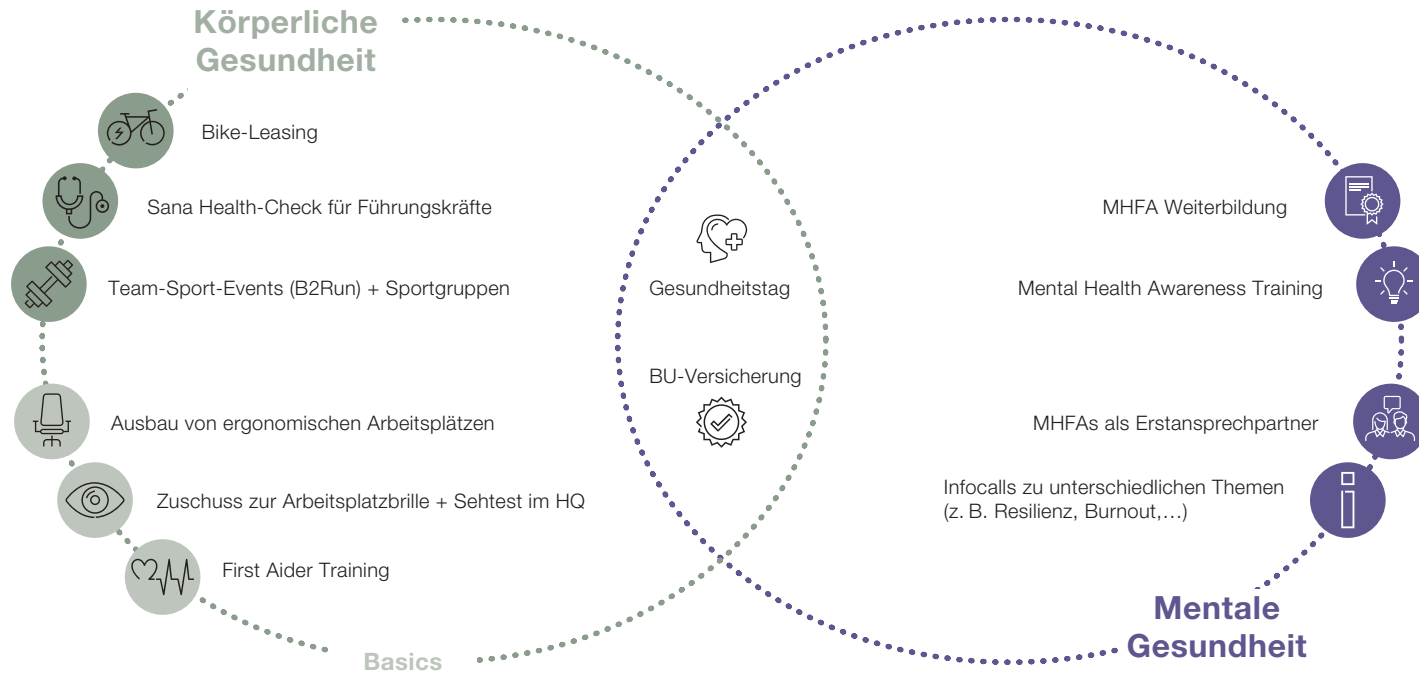 Körperliche
Gesundheit
Bike-Leasing
Sana Health-Check für Führungskräfte
Team-Sport-Events (B2Run) + Sportgruppen
Ausbau von ergonomischen Arbeitsplätzen
Zuschuss zur Arbeitsplatzbrille + Sehtest im HQ
First Aider Training
Basics
Gesundheitstag
BU-Versicherung
MHFA Weiterbildung
Mental Health Awareness Training
MHFAs als Erstansprechpartner
Infocalls zu unterschiedlichen Themen
(z. B. Resilienz, Burnout,…)
Mentale
Gesundheit